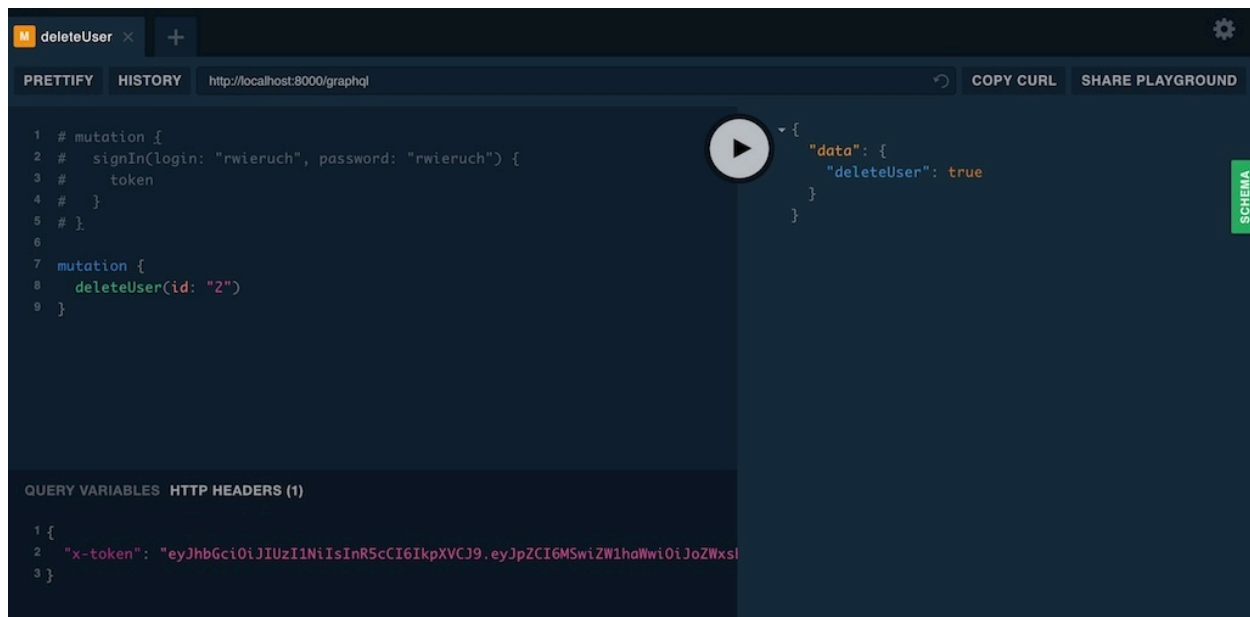 M deleteUser × +
PRETTIFY HISTORY http://localhost:8000/graphql COPY CURL SHARE PLAYGROUND
1 # mutation {
2 #   signIn(login: "rwieruch", password: "rwieruch") {
3 #     token
4 #   }
5 # }
6
7 mutation {
8   deleteUser(id: "2")
9 }
{
  "data": {
    "deleteUser": true
  }
}
SCHEMA
QUERY VARIABLES HTTP HEADERS (1)
1 {
2 "x-token": "eyJhbGciOiJIUzI1NiIsInR5cCI6IkpXVCJ9.eyJpZCI6MSwiZW1haWwiOiJoZWxs
3 }